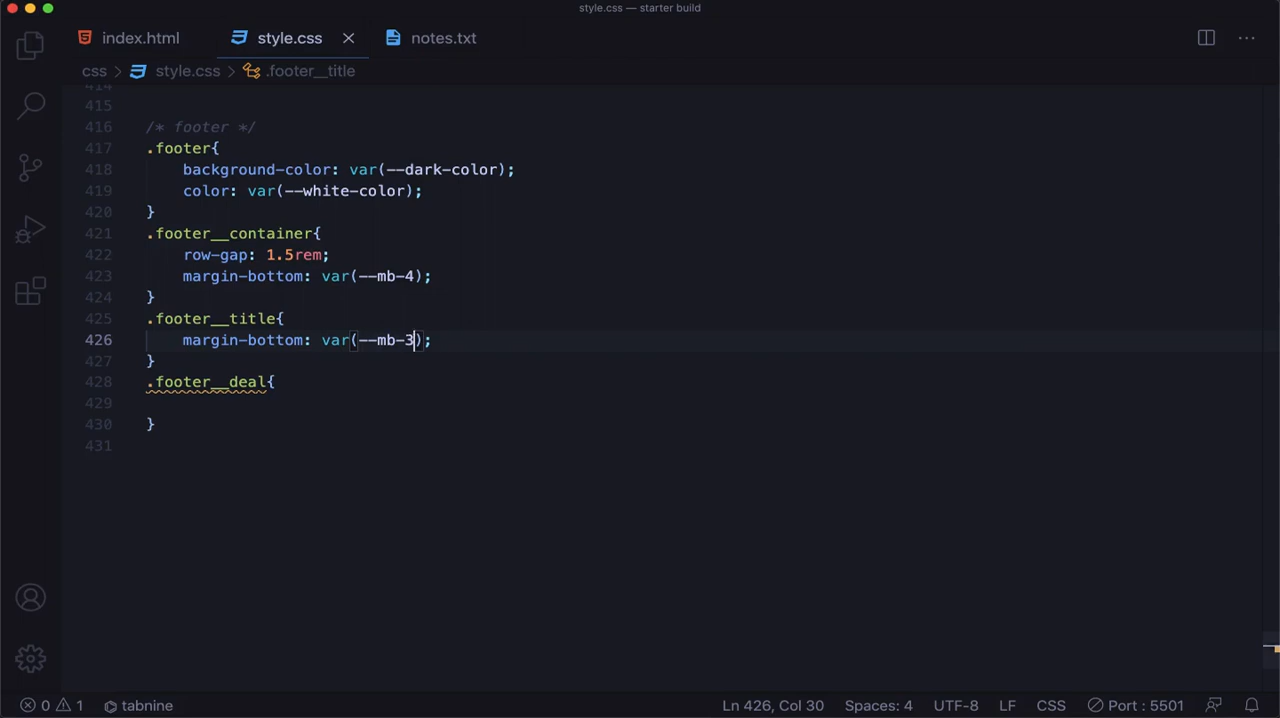 style.css — starter build
index.html
style.css
notes.txt
css > style.css > .footer__title
414
415
416 /* footer */
417 .footer{
418 background-color: var(--dark-color);
419 color: var(--white-color);
420 }
421 .footer__container{
422 row-gap: 1.5rem;
423 margin-bottom: var(--mb-4);
424 }
425 .footer__title{
426 margin-bottom: var(--mb-3);
427 }
428 .footer__deal{
429
430 }
431
0 1 tabnine Ln 426, Col 30 Spaces: 4 UTF-8 LF CSS Port : 5501